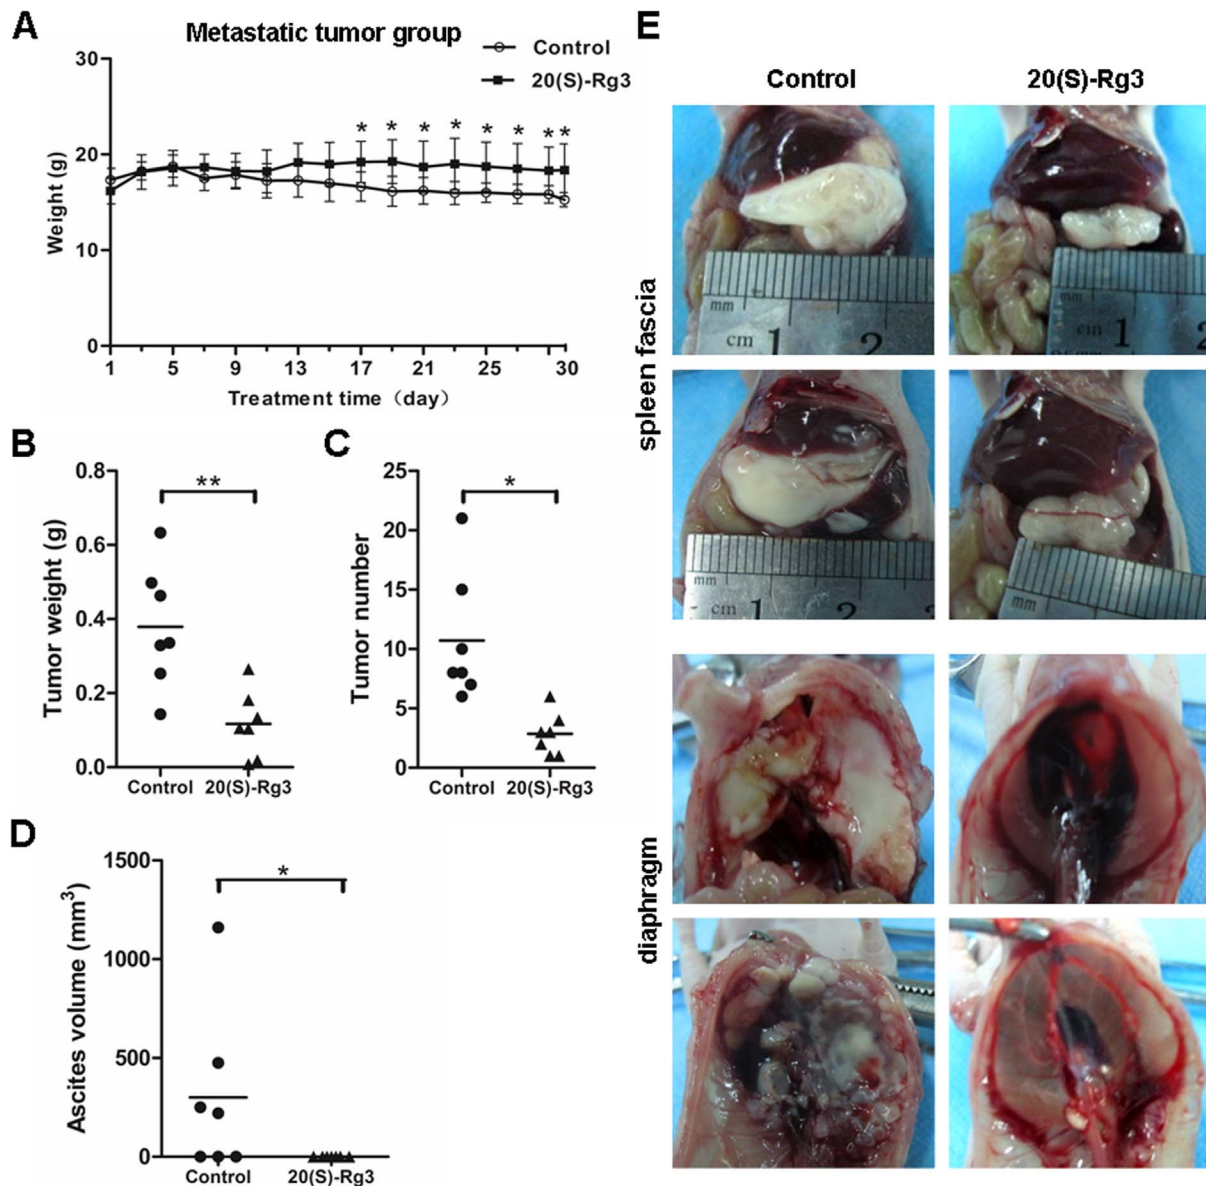 A
Metastatic tumor group
Control
20(S)-Rg3
30
20
10
0
Weight (g)
* * * * * * * *
1 5 9 13 17 21 25 30
Treatment time (day)
B
0.8
0.6
0.4
0.2
0.0
Tumor weight (g)
**
Control 20(S)-Rg3
C
25
20
15
10
5
0
Tumor number
*
Control 20(S)-Rg3
D
1500
1000
500
0
Ascites volume (mm³)
*
Control 20(S)-Rg3
E
Control 20(S)-Rg3
spleen fascia
mm
cm 1 2
mm
cm 1 2
mm
cm 1 2
mm
1
diaphragm